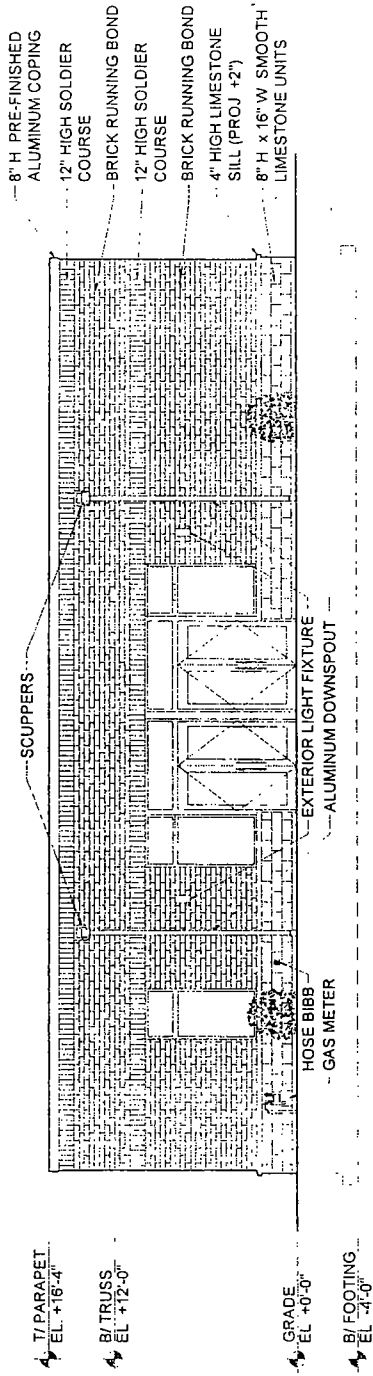 8" H PRE-FINISHED
ALUMINUM COPING
12" HIGH SOLDIER
COURSE
BRICK RUNNING BOND
12" HIGH SOLDIER
COURSE
BRICK RUNNING BOND
4" HIGH LIMESTONE
SILL (PROJ +2")
8" H x 16" W SMOOTH
LIMESTONE UNITS
SCUPPERS
EXTERIOR LIGHT FIXTURE
ALUMINUM DOWNSPOUT
HOSE BIBB
GAS METER
T/ PARAPET
EL. +16'-4"
B/ TRUSS
EL +12'-0"
GRADE
EL +0'-0"
B/ FOOTING
EL -4'-0"